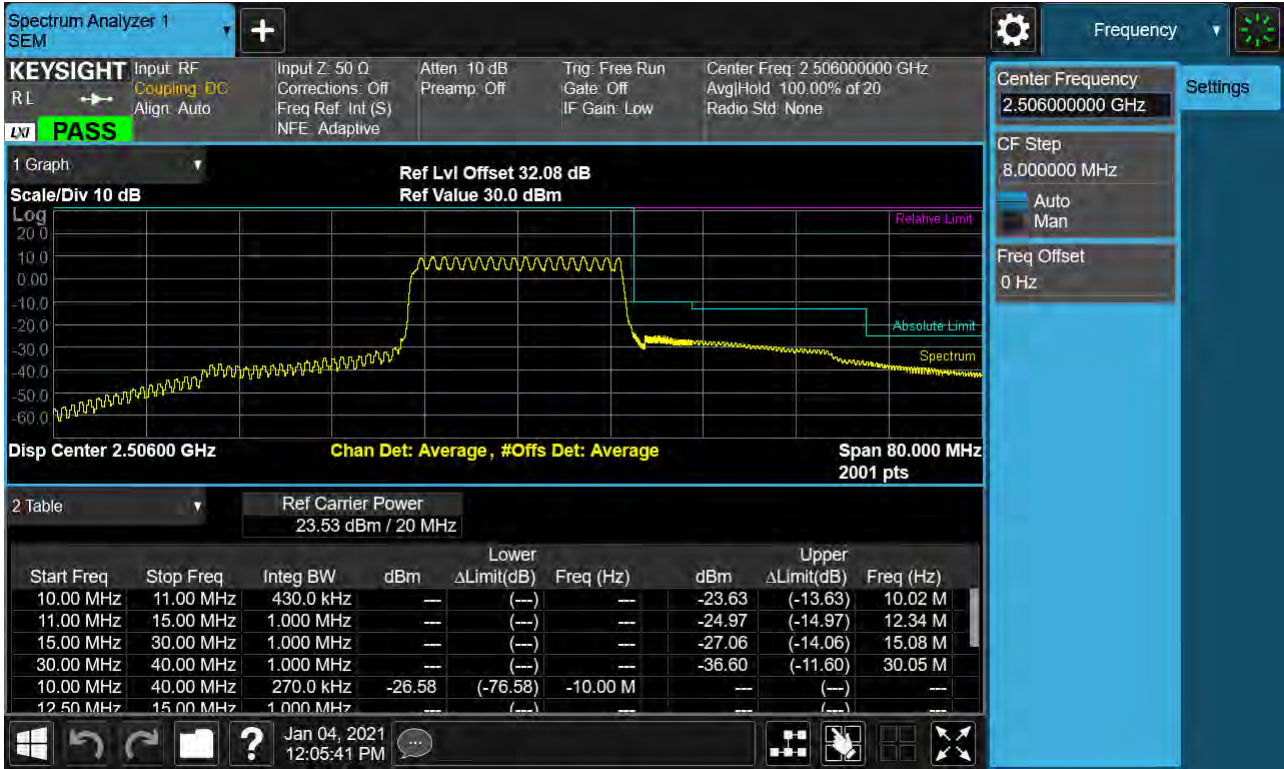 Spectrum Analyzer 1
SEM
+
Frequency
KEYSIGHT
RL
LXI
PASS
Input: RF
Coupling: DC
Align: Auto
Input Z: 50 Ω
Corrections: Off
Freq Ref: Int (S)
NFE: Adaptive
Atten: 10 dB
Preamp: Off
Trig: Free Run
Gate: Off
IF Gain: Low
Center Freq: 2.506000000 GHz
Avg|Hold: 100.00% of 20
Radio Std: None
Center Frequency
2.506000000 GHz
Settings
CF Step
8.000000 MHz
Auto
Man
Freq Offset
0 Hz
1 Graph
Scale/Div 10 dB
Ref Lvl Offset 32.08 dB
Ref Value 30.0 dBm
Log
20.0
10.0
0.00
-10.0
-20.0
-30.0
-40.0
-50.0
-60.0
Relative Limit
Absolute Limit
Spectrum
Disp Center 2.50600 GHz
Chan Det: Average, #Offs Det: Average
Span 80.000 MHz
2001 pts
2 Table
Ref Carrier Power
23.53 dBm / 20 MHz
Lower Upper
Start Freq Stop Freq Integ BW dBm ΔLimit(dB) Freq (Hz) dBm ΔLimit(dB) Freq (Hz)
10.00 MHz 11.00 MHz 430.0 kHz --- (---) --- -23.63 (-13.63) 10.02 M
11.00 MHz 15.00 MHz 1.000 MHz --- (---) --- -24.97 (-14.97) 12.34 M
15.00 MHz 30.00 MHz 1.000 MHz --- (---) --- -27.06 (-14.06) 15.08 M
30.00 MHz 40.00 MHz 1.000 MHz --- (---) --- -36.60 (-11.60) 30.05 M
10.00 MHz 40.00 MHz 270.0 kHz -26.58 (-76.58) -10.00 M --- (---) ---
12.50 MHz 15.00 MHz 1.000 MHz --- (---) --- --- (---) ---
?
Jan 04, 2021
12:05:41 PM